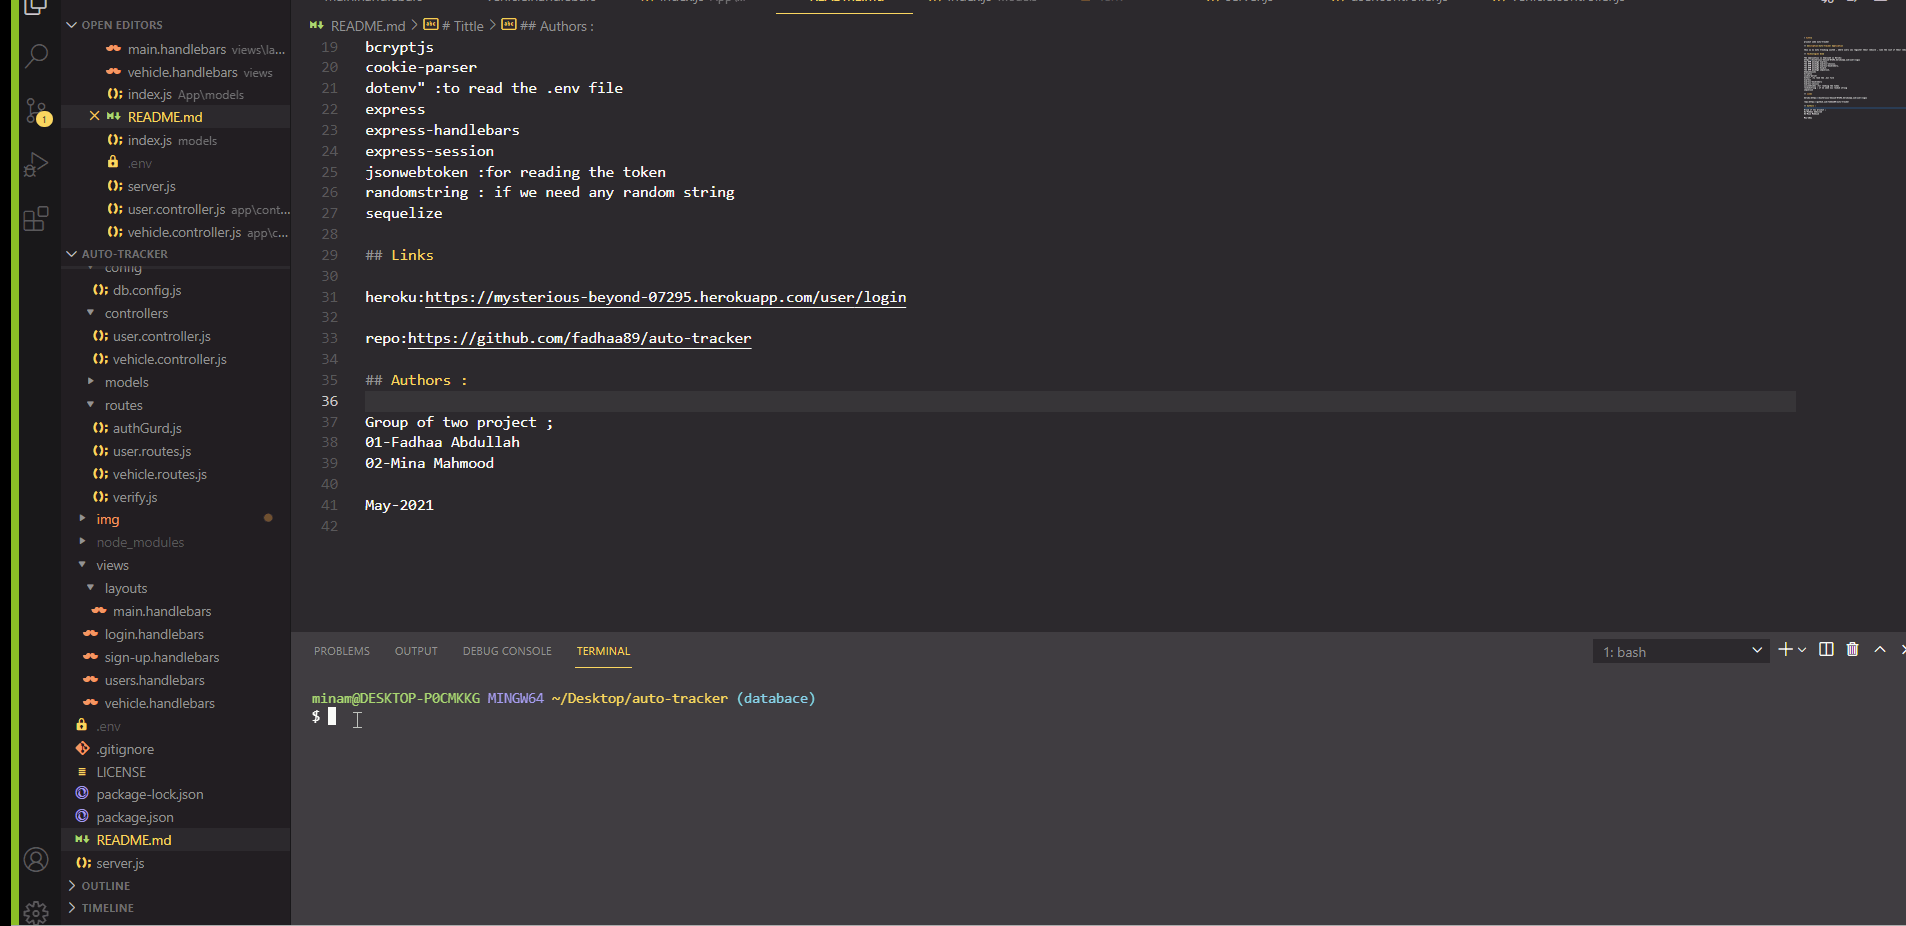 OPEN EDITORS
main.handlebars views\la...
vehicle.handlebars views
index.js App\models
README.md
index.js models
.env
server.js
user.controller.js app\cont...
vehicle.controller.js app\c...
AUTO-TRACKER
config
db.config.js
controllers
user.controller.js
vehicle.controller.js
models
routes
authGurd.js
user.routes.js
vehicle.routes.js
verify.js
img
node_modules
views
layouts
main.handlebars
login.handlebars
sign-up.handlebars
users.handlebars
vehicle.handlebars
.env
.gitignore
LICENSE
package-lock.json
package.json
README.md
server.js
OUTLINE
TIMELINE
1
README.md > # Tittle > ## Authors :
19 bcryptjs
20 cookie-parser
21 dotenv" :to read the .env file
22 express
23 express-handlebars
24 express-session
25 jsonwebtoken :for reading the token
26 randomstring : if we need any random string
27 sequelize
28
29 ## Links
30
31 heroku:https://mysterious-beyond-07295.herokuapp.com/user/login
32
33 repo:https://github.com/fadhaa89/auto-tracker
34
35 ## Authors :
36
37 Group of two project ;
38 01-Fadhaa Abdullah
39 02-Mina Mahmood
40
41 May-2021
42
PROBLEMS OUTPUT DEBUG CONSOLE TERMINAL
1: bash
minam@DESKTOP-P0CMKKG MINGW64 ~/Desktop/auto-tracker (databace)
$